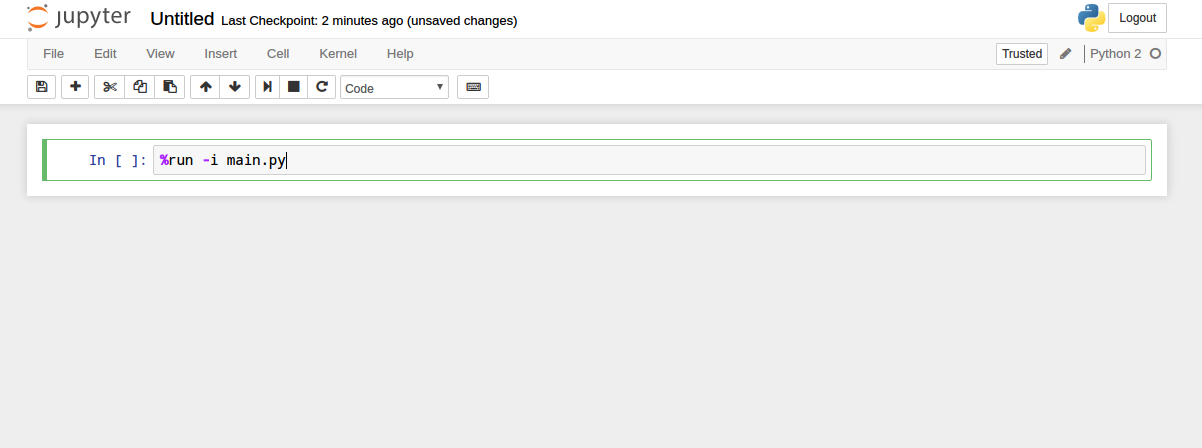 jupyter Untitled Last Checkpoint: 2 minutes ago (unsaved changes) Logout
File Edit View Insert Cell Kernel Help Trusted Python 2
Code
In [ ]: %run -i main.py